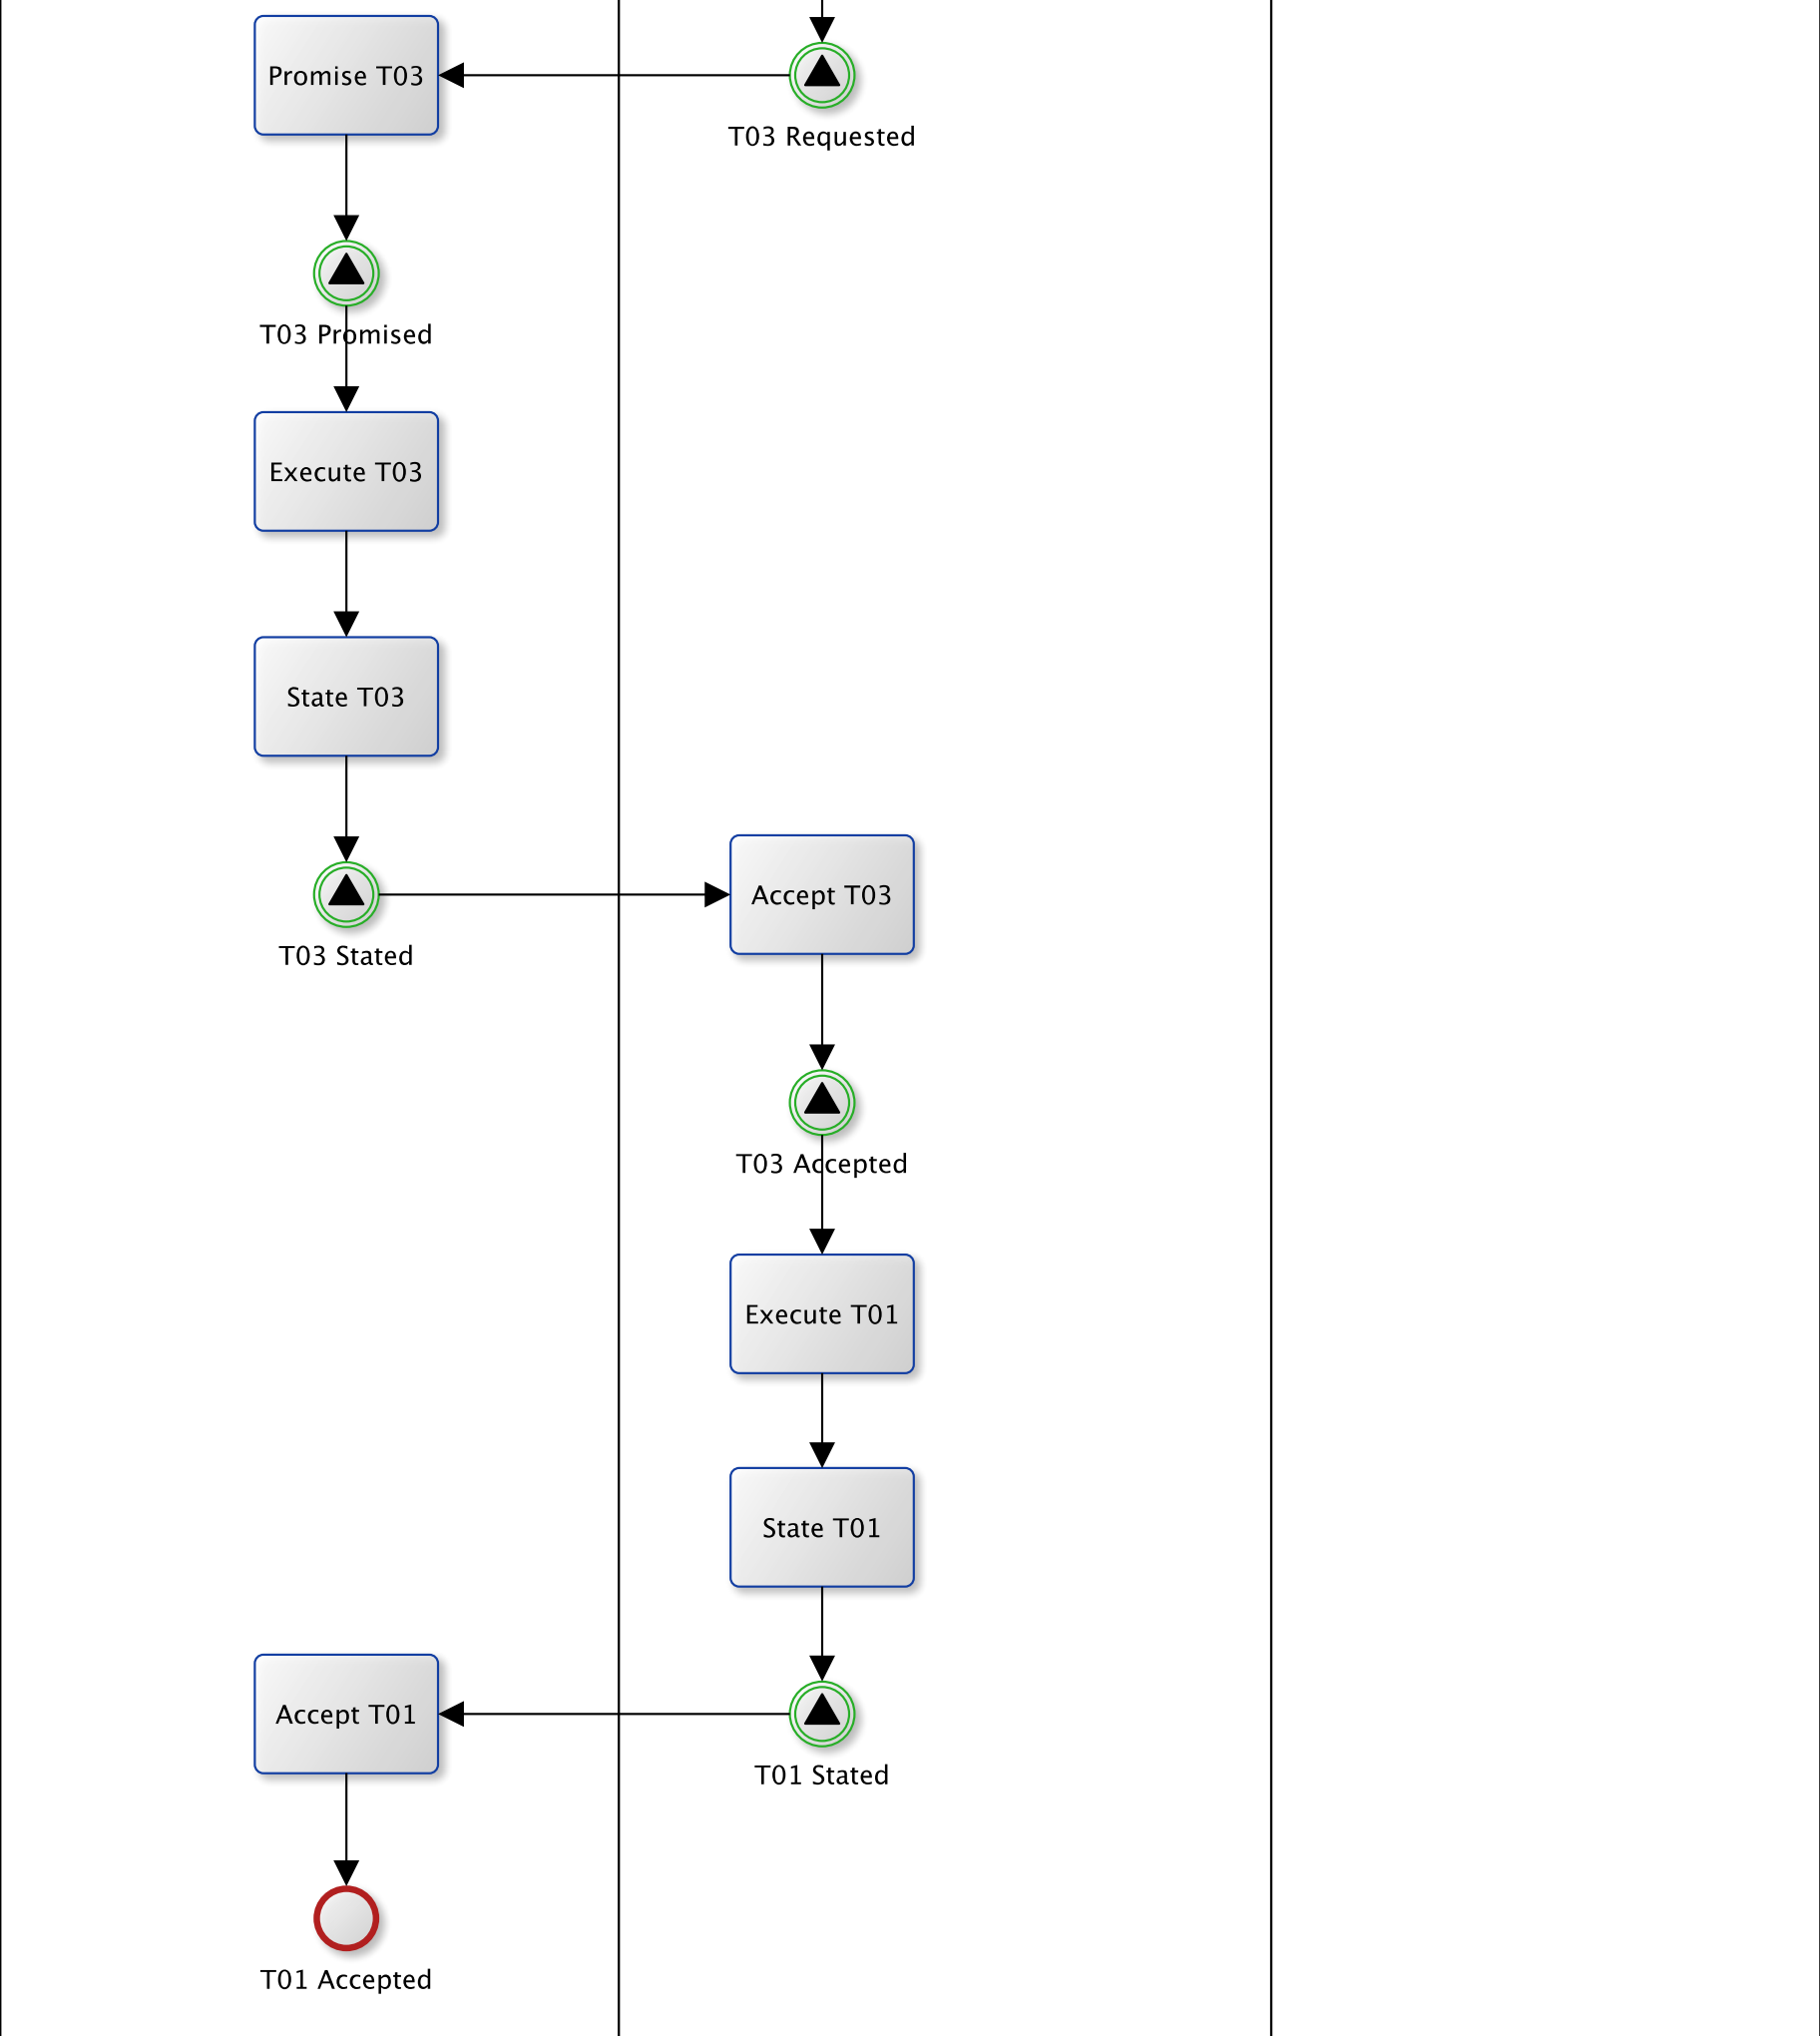 Promise T03
T03 Requested
T03 Promised
Execute T03
State T03
T03 Stated
Accept T03
T03 Accepted
Execute T01
State T01
T01 Stated
Accept T01
T01 Accepted